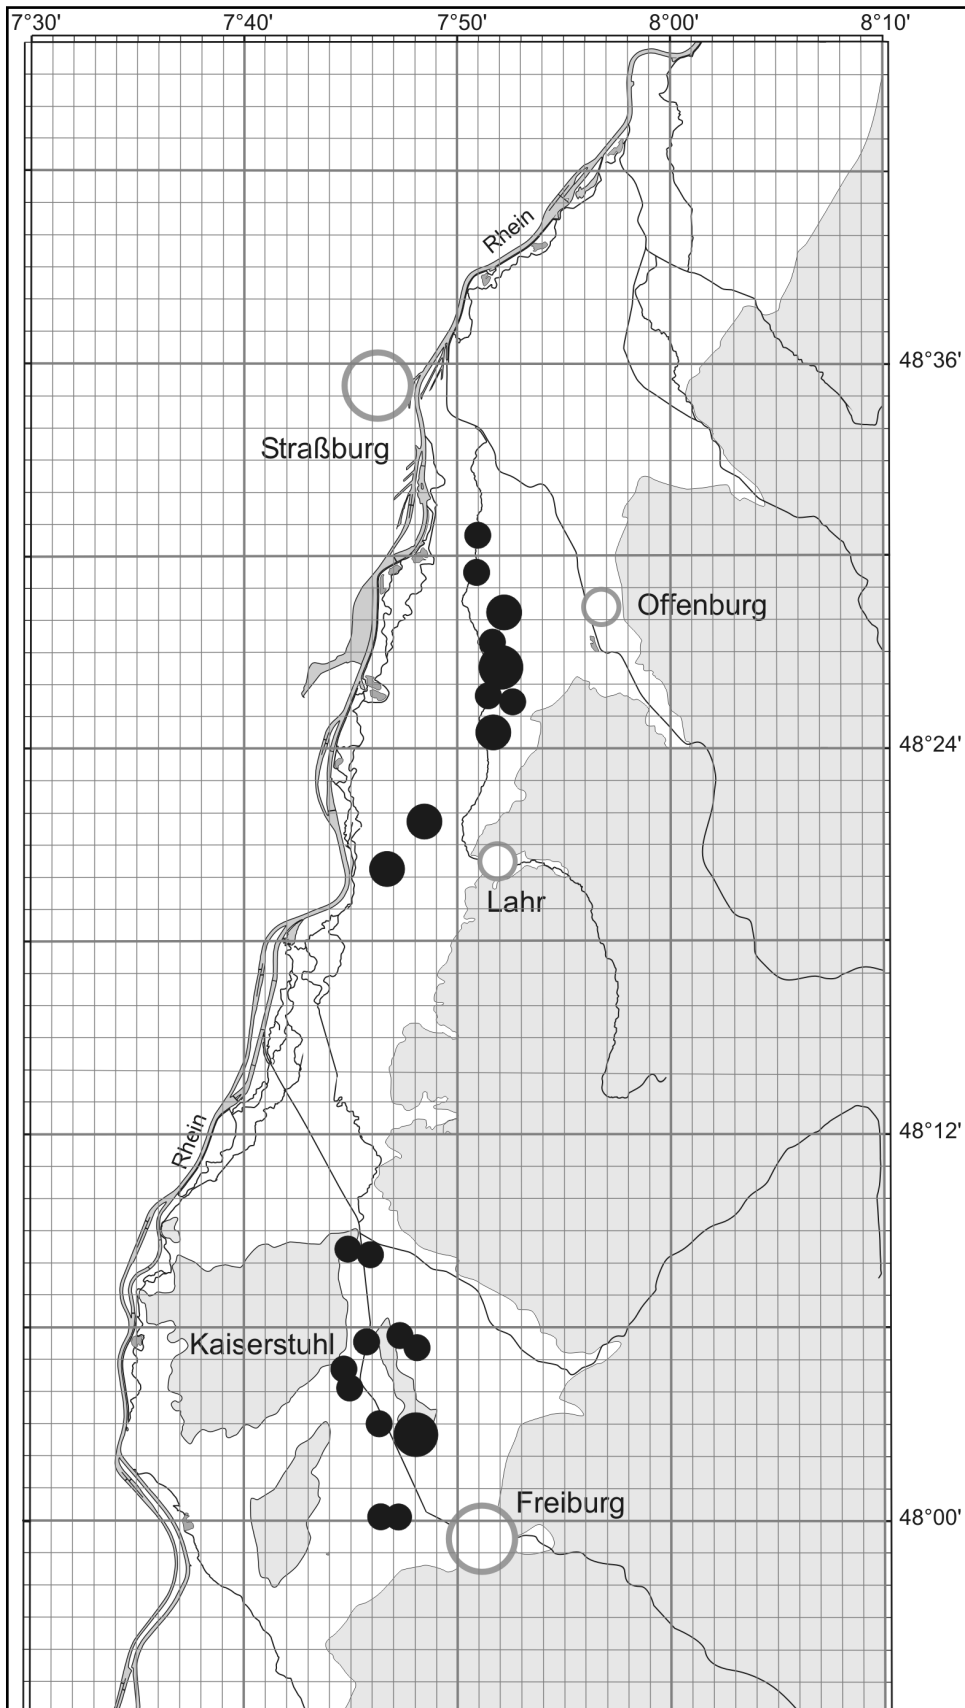 7°30'
7°40'
7°50'
8°00'
8°10'
Rhein
48°36'
Straßburg
Offenburg
48°24'
Lahr
48°12'
Rhein
Kaiserstuhl
Freiburg
48°00'